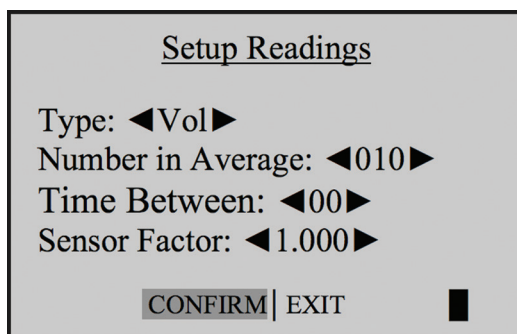 Setup Readings
Type: ◀Vol▶
Number in Average: ◀010▶
Time Between: ◀00▶
Sensor Factor: ◀1.000▶
CONFIRM| EXIT